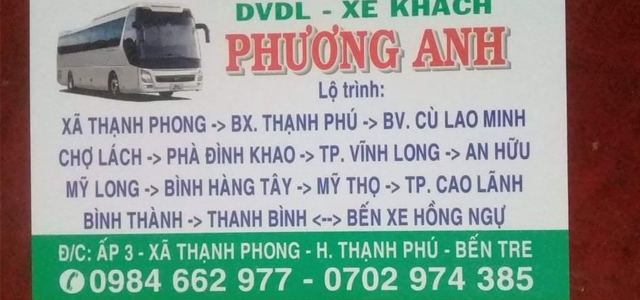 DVDL - XE KHÁCH
PHƯƠNG ANH
Lộ trình:
XÃ THẠNH PHONG -> BX. THẠNH PHÚ -> BV. CÙ LAO MINH
CHỢ LÁCH -> PHÀ ĐÌNH KHAO -> TP. VĨNH LONG -> AN HỮU
MỸ LONG -> BÌNH HÀNG TÂY -> MỸ THỌ -> TP. CAO LÃNH
BÌNH THÀNH -> THANH BÌNH <--> BẾN XE HỒNG NGỰ
Đ/C: ẤP 3 - XÃ THẠNH PHONG - H. THẠNH PHÚ - BẾN TRE
0984 662 977 - 0702 974 385